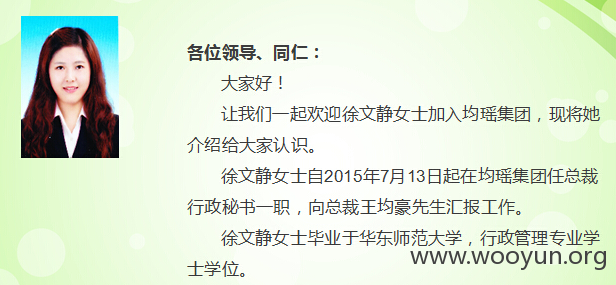 各位领导、同仁：
大家好！
让我们一起欢迎徐文静女士加入均瑶集团，现将她
介绍给大家认识。
徐文静女士自2015年7月13日起在均瑶集团任总裁
行政秘书一职，向总裁王均豪先生汇报工作。
徐文静女士毕业于华东师范大学，行政管理专业学
士学位。
www.wooyun.org